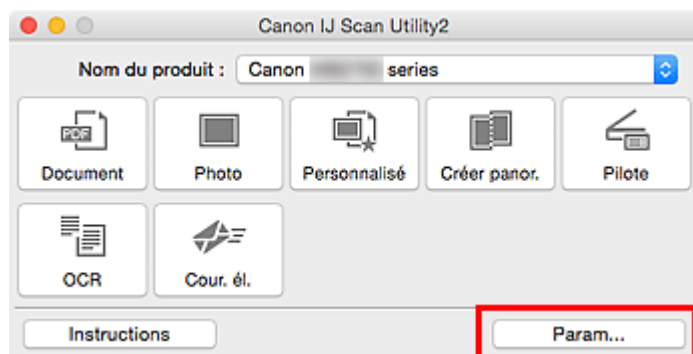 Canon IJ Scan Utility2
Nom du produit : Canon series
PDF
Document Photo Personnalisé Créer panor. Pilote
OCR Cour. él.
Instructions Param...